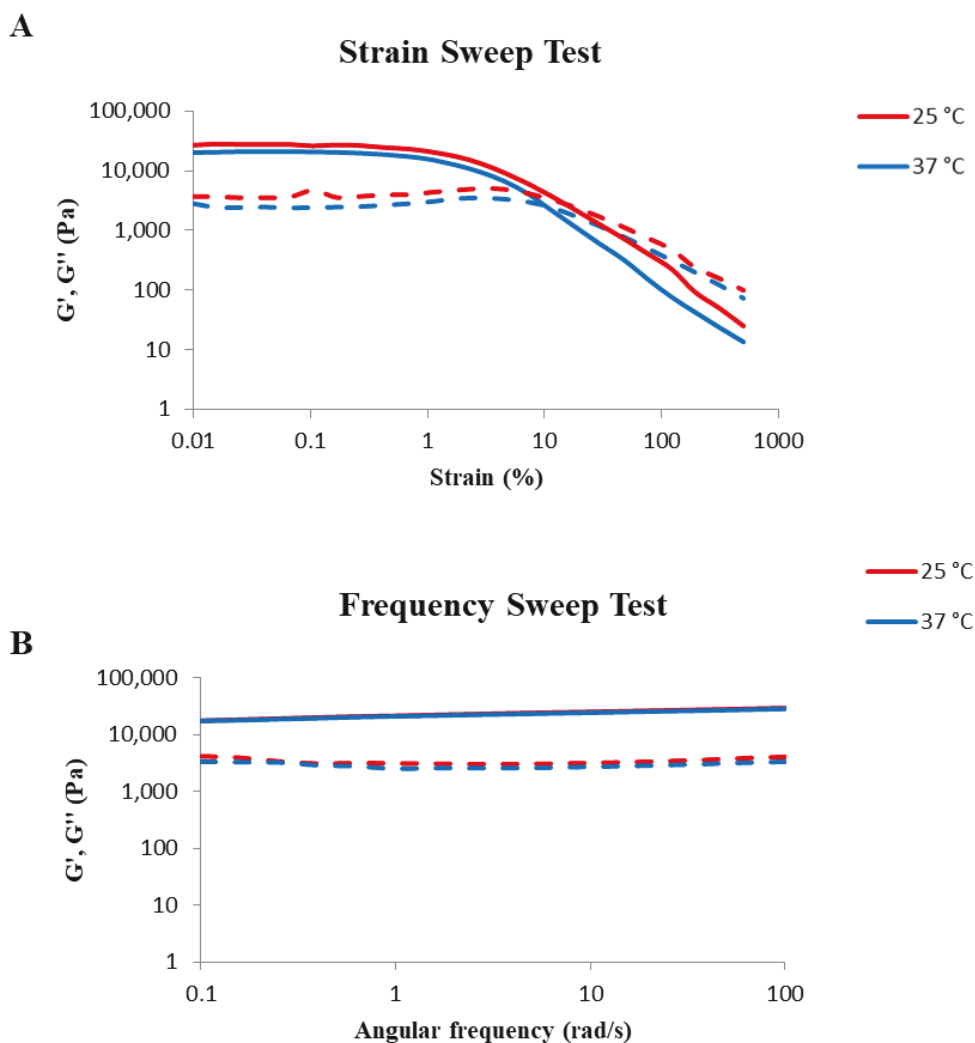 A
Strain Sweep Test
25 °C
37 °C
100,000
10,000
1,000
100
10
1
G', G'' (Pa)
0.01 0.1 1 10 100 1000
Strain (%)
25 °C
37 °C
Frequency Sweep Test
B
100,000
10,000
1,000
100
10
1
G', G'' (Pa)
0.1 1 10 100
Angular frequency (rad/s)